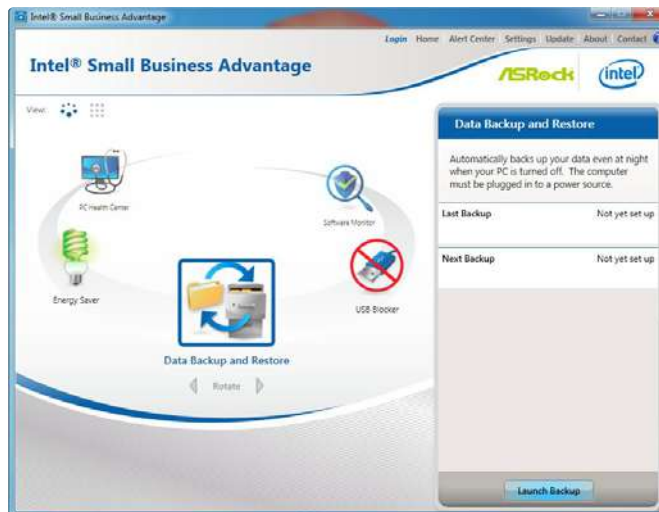 Intel® Small Business Advantage
Login Home Alert Center Settings Update About Contact
Intel® Small Business Advantage
ASRock
intel
View:
Data Backup and Restore
Automatically backs up your data even at night
when your PC is turned off. The computer
must be plugged in to a power source.
Last Backup Not yet set up
Next Backup Not yet set up
PC Health Center
Software Monitor
Energy Saver
USB Blocker
Data Backup and Restore
Rotate
Launch Backup